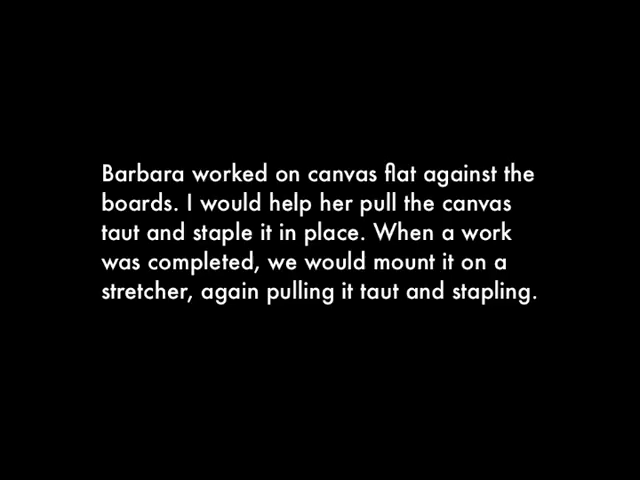 Barbara worked on canvas flat against the
boards. I would help her pull the canvas
taut and staple it in place. When a work
was completed, we would mount it on a
stretcher, again pulling it taut and stapling.